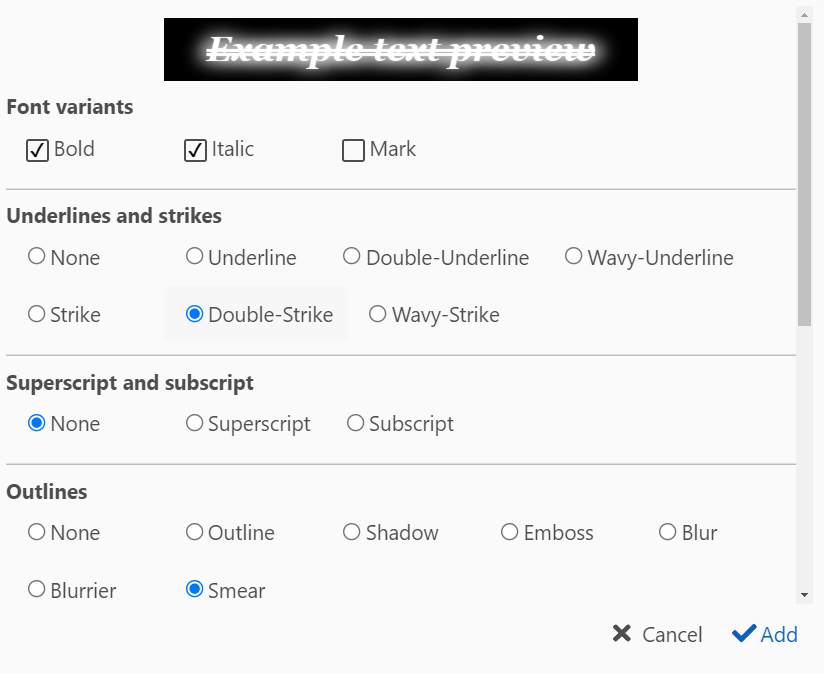 Example text preview
Font variants
Bold Italic Mark
Underlines and strikes
None Underline Double-Underline Wavy-Underline
Strike Double-Strike Wavy-Strike
Superscript and subscript
None Superscript Subscript
Outlines
None Outline Shadow Emboss Blur
Blurrier Smear
Cancel Add